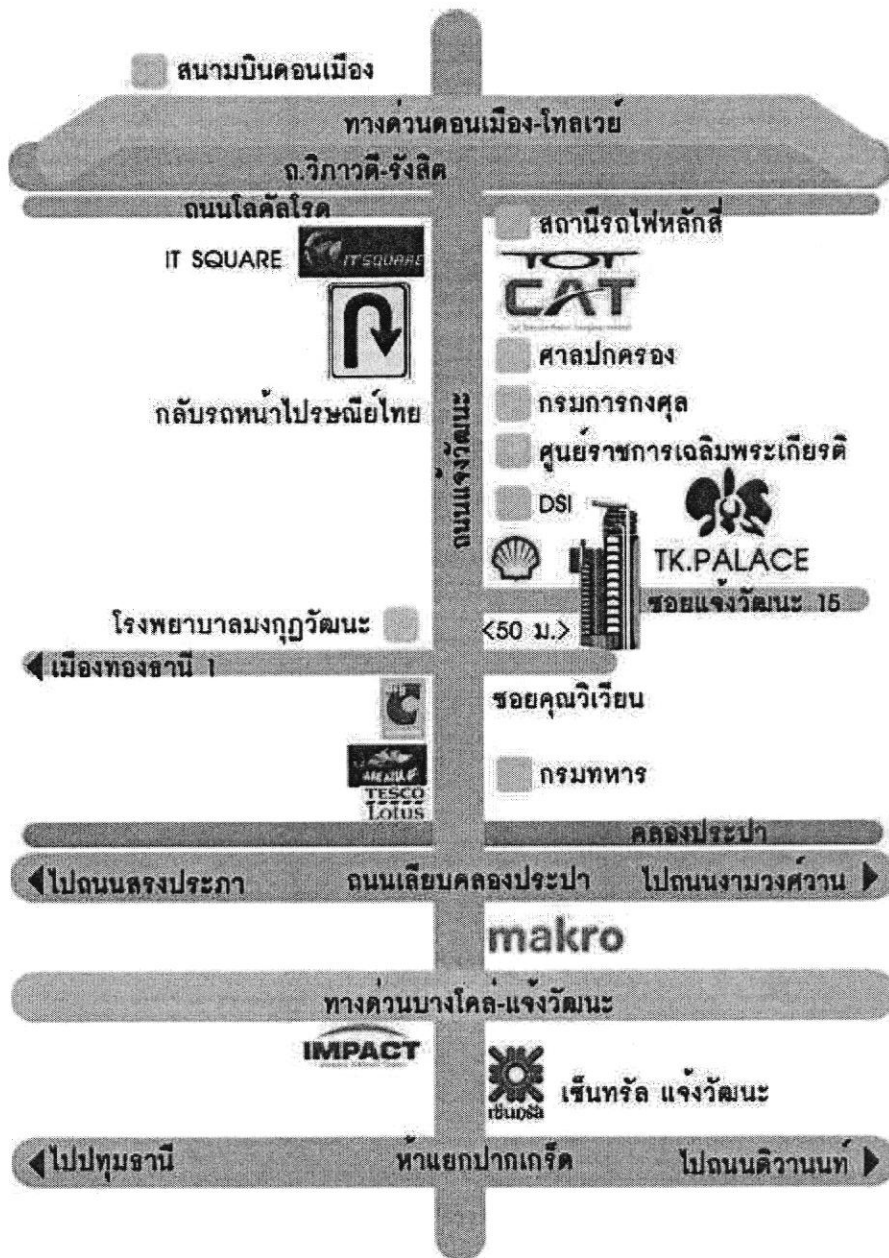 สนามบินดอนเมือง
ทางด่วนดอนเมือง-โทลเวย์
ถ.วิภาวดี-รังสิต
ถนนโลคัลโรด
สถานีรถไฟหลักสี่
IT SQUARE
IT SQUARE
TOT
CAT
ศาลปกครอง
กรมการกงศุล
กลับรถหน้าไปรษณีย์ไทย
ศูนย์ราชการเฉลิมพระเกียรติ
ถนนแจ้งวัฒนะ
DSI
TK.PALACE
ซอยแจ้งวัฒนะ 15
โรงพยาบาลมงกุฎวัฒนะ
<50 ม.>
เมืองทองธานี 1
ซอยคุณวิเวียน
กรมทหาร
TESCO
Lotus
คลองประปา
ไปถนนสรงประภา
ถนนเลียบคลองประปา
ไปถนนงามวงศ์วาน
makro
ทางด่วนบางโคล่-แจ้งวัฒนะ
IMPACT
เซ็นทรัล
เซ็นทรัล แจ้งวัฒนะ
ไปปทุมธานี
ห้าแยกปากเกร็ด
ไปถนนติวานนท์